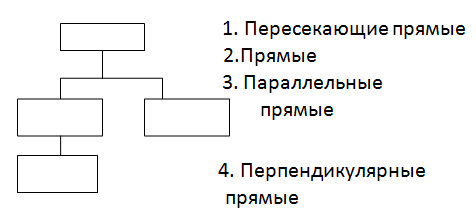 1. Пересекающие прямые
2.Прямые
3. Параллельные
прямые
4. Перпендикулярные
прямые